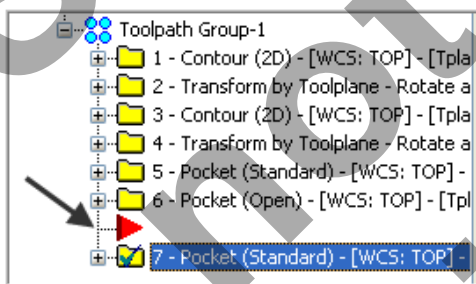 Toolpath Group-1
1 - Contour (2D) - [WCS: TOP] - [Tpla
2 - Transform by Toolplane - Rotate a
3 - Contour (2D) - [WCS: TOP] - [Tpla
4 - Transform by Toolplane - Rotate a
5 - Pocket (Standard) - [WCS: TOP] -
6 - Pocket (Open) - [WCS: TOP] - [Tpl
7 - Pocket (Standard) - [WCS: TOP] -
not